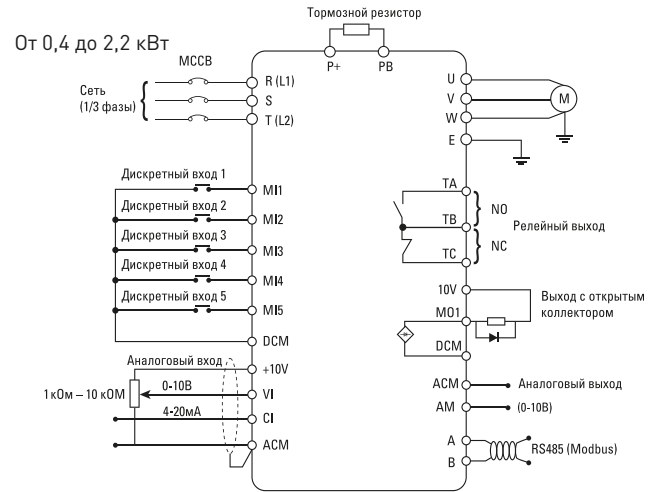 От 0,4 до 2,2 кВт
Тормозной резистор
P+
PB
MCCB
Сеть
(1/3 фазы)
R (L1)
S
T (L2)
U
V
W
E
M
Дискретный вход 1
MI1
Дискретный вход 2
MI2
Дискретный вход 3
MI3
Дискретный вход 4
MI4
Дискретный вход 5
MI5
DCM
TA
TB
TC
NO
NC
Релейный выход
10V
MO1
DCM
Выход с открытым
коллектором
Аналоговый вход
+10V
1 кОм – 10 кОМ
0-10В
VI
4-20мА
CI
ACM
ACM
Аналоговый выход
AM
(0-10В)
A
B
RS485 (Modbus)